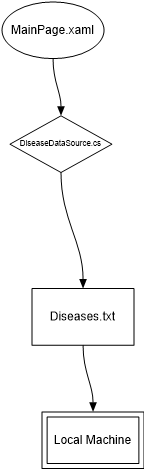 MainPage.xaml
DiseaseDataSource.cs
Diseases.txt
Local Machine